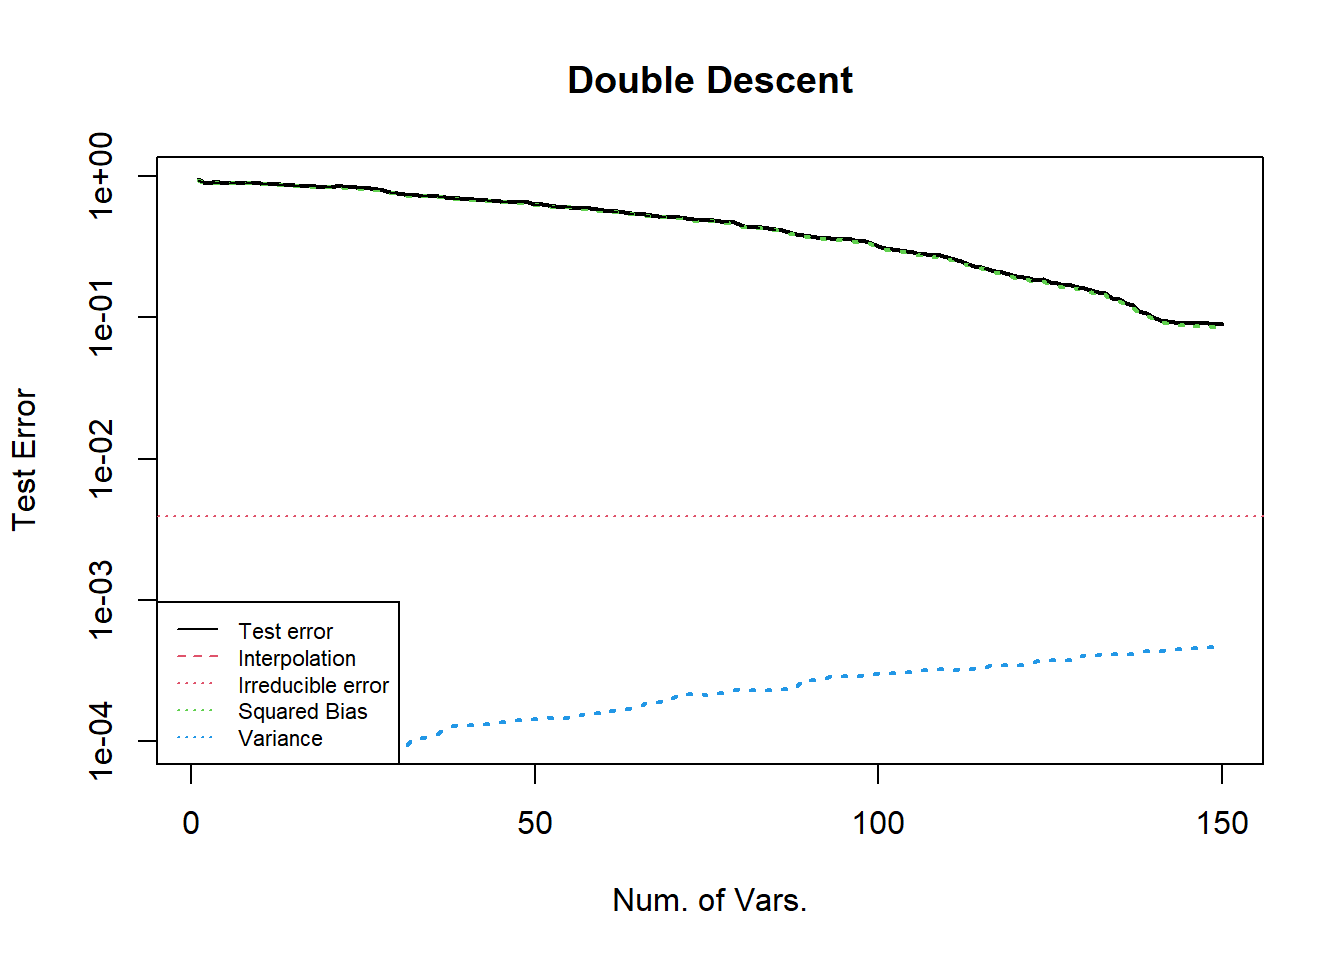 Double Descent
Test Error
1e+00
1e-01
1e-02
1e-03
1e-04
Test error
Interpolation
Irreducible error
Squared Bias
Variance
0 50 100 150
Num. of Vars.